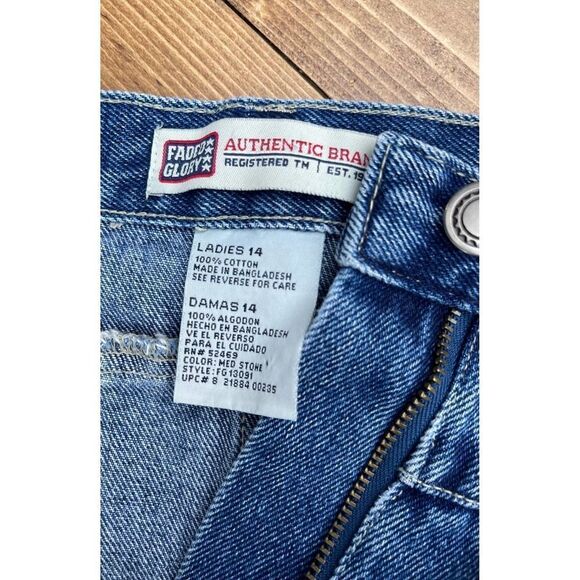 FADED GLORY
AUTHENTIC BRAN
REGISTERED TM | EST. 19
LADIES 14
100% COTTON
MADE IN BANGLADESH
SEE REVERSE FOR CARE
DAMAS 14
100% ALGODON
HECHO EN BANGLADESH
VE EL REVERSO
PARA EL CUIDADO
RN# 52469
COLOR: MED STONE
STYLE: FG13091
UPC# 8 21884 00235